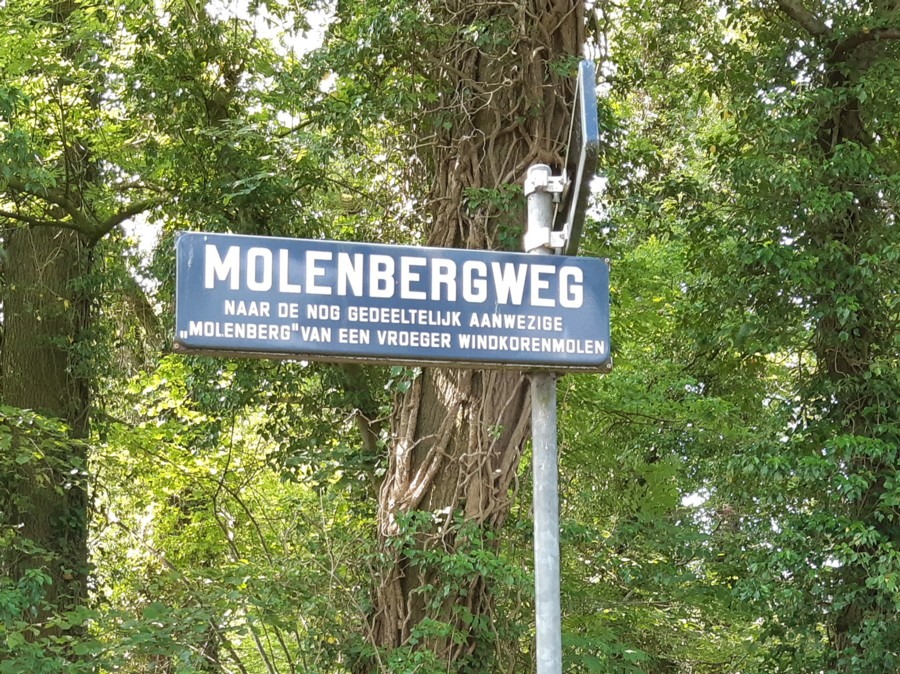 MOLENBERGWEG
NAAR DE NOG GEDEELTELIJK AANWEZIGE
„MOLENBERG" VAN EEN VROEGER WINDKORENMOLEN